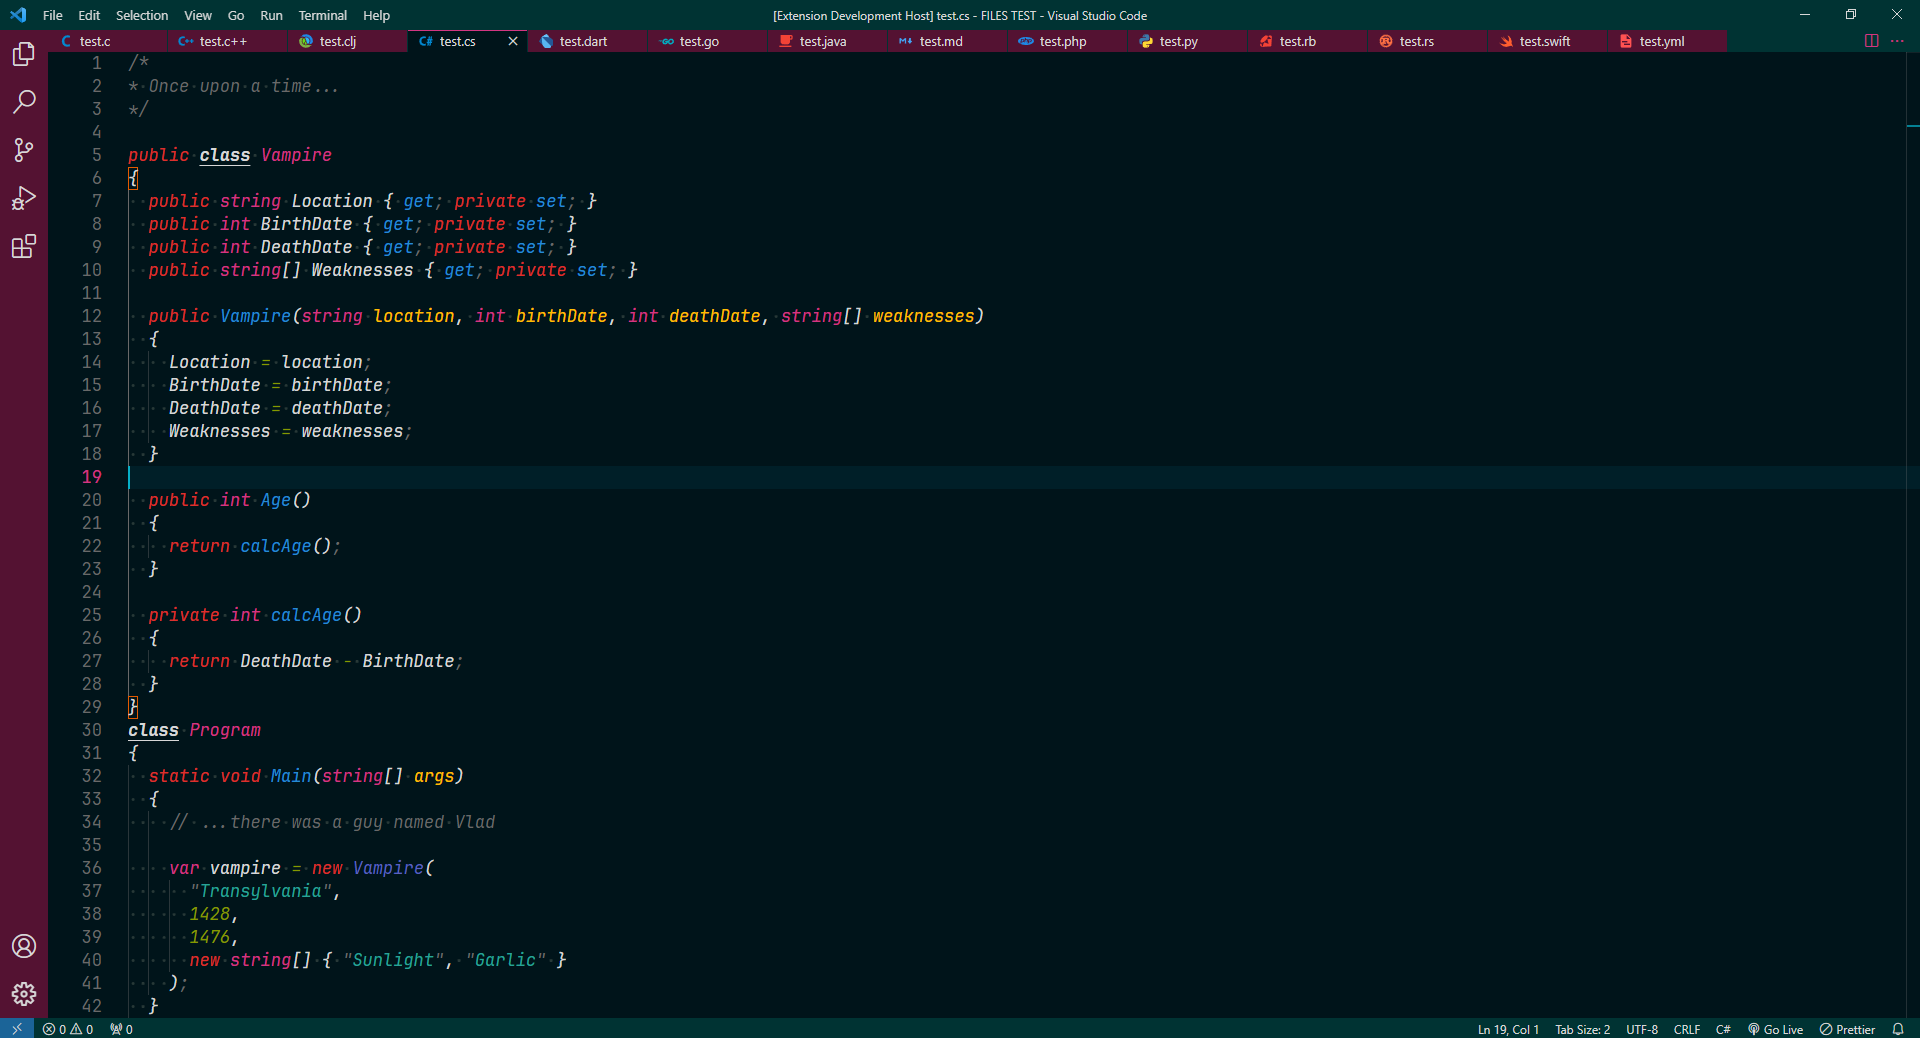 File Edit Selection View Go Run Terminal Help [Extension Development Host] test.cs - FILES TEST - Visual Studio Code
C test.c C++ test.c++ test.clj C# test.cs test.dart GO test.go test.java M↓ test.md php test.php test.py test.rb test.rs test.swift test.yml
1 /*
2 * Once upon a time...
3 */
4
5 public class Vampire
6 {
7 public string Location { get; private set; }
8 public int BirthDate { get; private set; }
9 public int DeathDate { get; private set; }
10 public string[] Weaknesses { get; private set; }
11
12 public Vampire(string location, int birthDate, int deathDate, string[] weaknesses)
13 {
14 Location = location;
15 BirthDate = birthDate;
16 DeathDate = deathDate;
17 Weaknesses = weaknesses;
18 }
19
20 public int Age()
21 {
22 return calcAge();
23 }
24
25 private int calcAge()
26 {
27 return DeathDate - BirthDate;
28 }
29 }
30 class Program
31 {
32 static void Main(string[] args)
33 {
34 // ...there was a guy named Vlad
35
36 var vampire = new Vampire(
37 "Transylvania",
38 1428,
39 1476,
40 new string[] { "Sunlight", "Garlic" }
41 );
42 }
0 0 0 Ln 19, Col 1 Tab Size: 2 UTF-8 CRLF C# Go Live Prettier